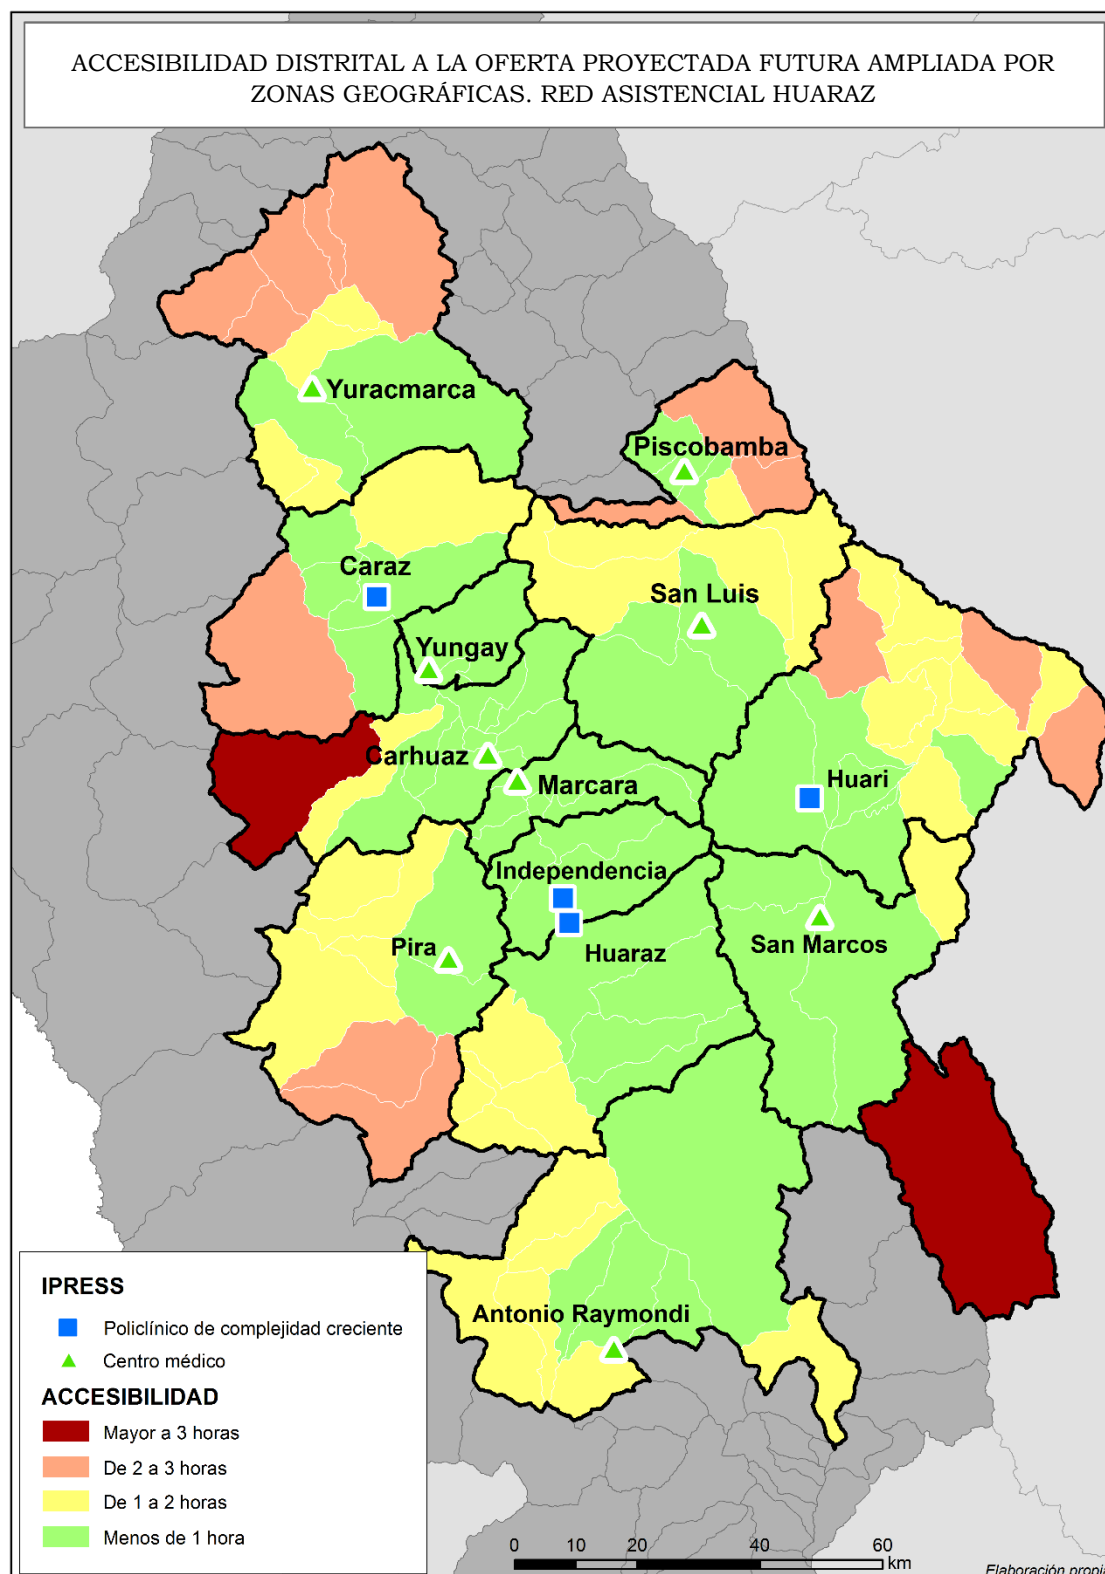 ACCESIBILIDAD DISTRITAL A LA OFERTA PROYECTADA FUTURA AMPLIADA POR
ZONAS GEOGRÁFICAS. RED ASISTENCIAL HUARAZ
Yuracmarca
Piscobamba
Caraz
San Luis
Yungay
Carhuaz
Marcara
Huari
Independencia
Pira
Huaraz
San Marcos
Antonio Raymondi
IPRESS
Policlínico de complejidad creciente
Centro médico
ACCESIBILIDAD
Mayor a 3 horas
De 2 a 3 horas
De 1 a 2 horas
Menos de 1 hora
0 10 20 40 60
km
Elaboración propia